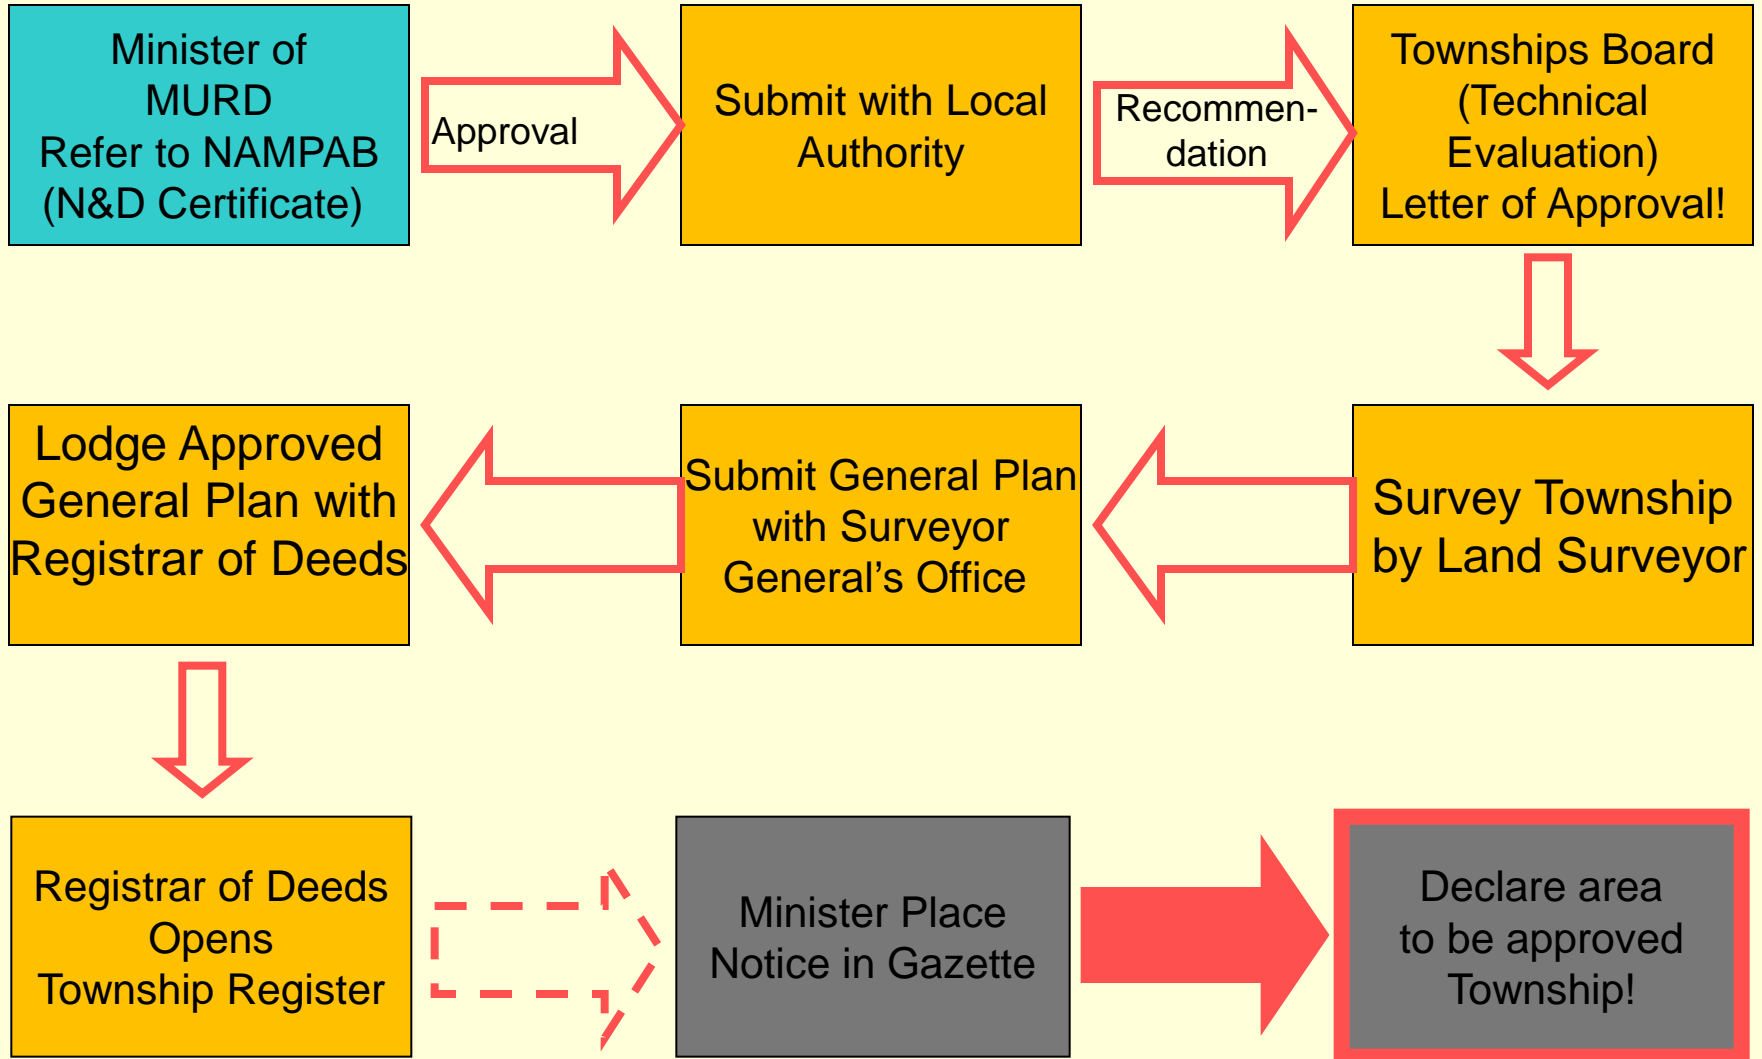 Minister of
MURD
Refer to NAMPAB
(N&D Certificate)
Approval
Submit with Local
Authority
Recommen-
dation
Townships Board
(Technical
Evaluation)
Letter of Approval!
Survey Township
by Land Surveyor
Submit General Plan
with Surveyor
General’s Office
Lodge Approved
General Plan with
Registrar of Deeds
Registrar of Deeds
Opens
Township Register
Minister Place
Notice in Gazette
Declare area
to be approved
Township!